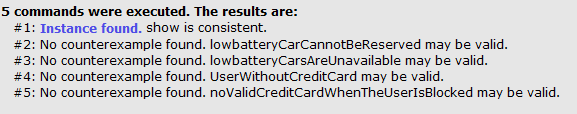 5 commands were executed. The results are:
#1: Instance found. show is consistent.
#2: No counterexample found. lowbatteryCarCannotBeReserved may be valid.
#3: No counterexample found. lowbatteryCarsAreUnavailable may be valid.
#4: No counterexample found. UserWithoutCreditCard may be valid.
#5: No counterexample found. noValidCreditCardWhenTheUserIsBlocked may be valid.